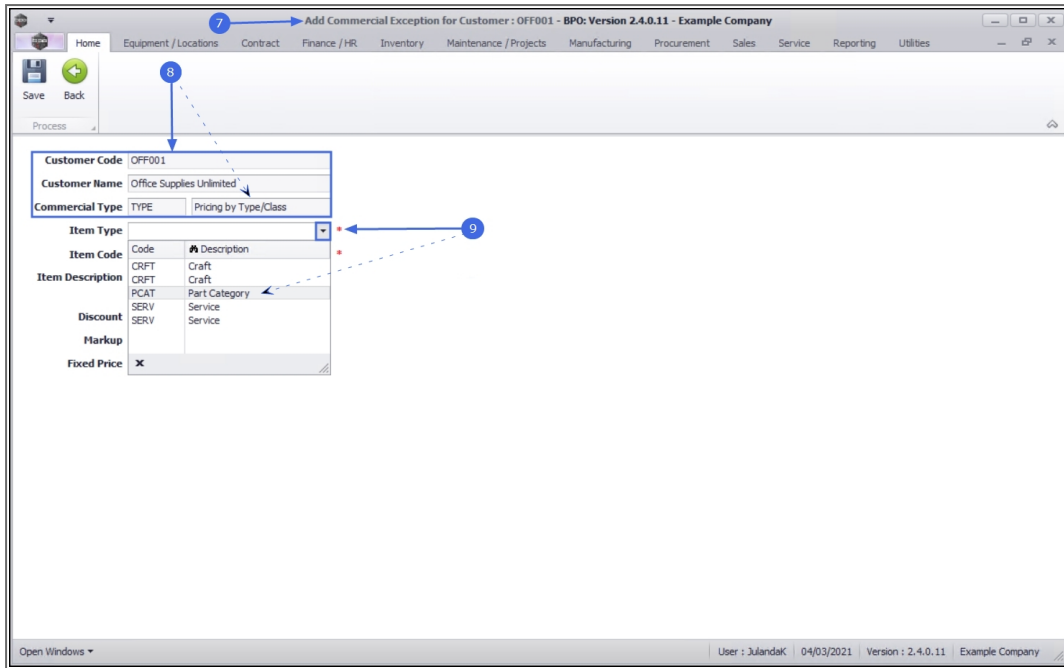 7
Add Commercial Exception for Customer : OFF001 - BPO: Version 2.4.0.11 - Example Company
Home Equipment / Locations Contract Finance / HR Inventory Maintenance / Projects Manufacturing Procurement Sales Service Reporting Utilities
Save Back
8
Process
Customer Code OFF001
Customer Name Office Supplies Unlimited
Commercial Type TYPE Pricing by Type/Class
Item Type *
9
Item Code *
Code Description
CRFT Craft
Item Description
CRFT Craft
PCAT Part Category
SERV Service
Discount
SERV Service
Markup
Fixed Price
Open Windows
User : JulandaK 04/03/2021 Version : 2.4.0.11 Example Company